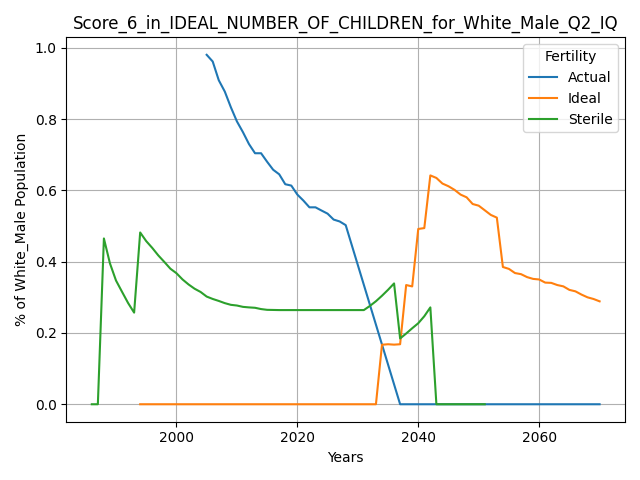 Score_6_in_IDEAL_NUMBER_OF_CHILDREN_for_White_Male_Q2_IQ
Fertility
Actual
Ideal
Sterile
% of White_Male Population
1.0
0.8
0.6
0.4
0.2
0.0
2000 2020 2040 2060
Years